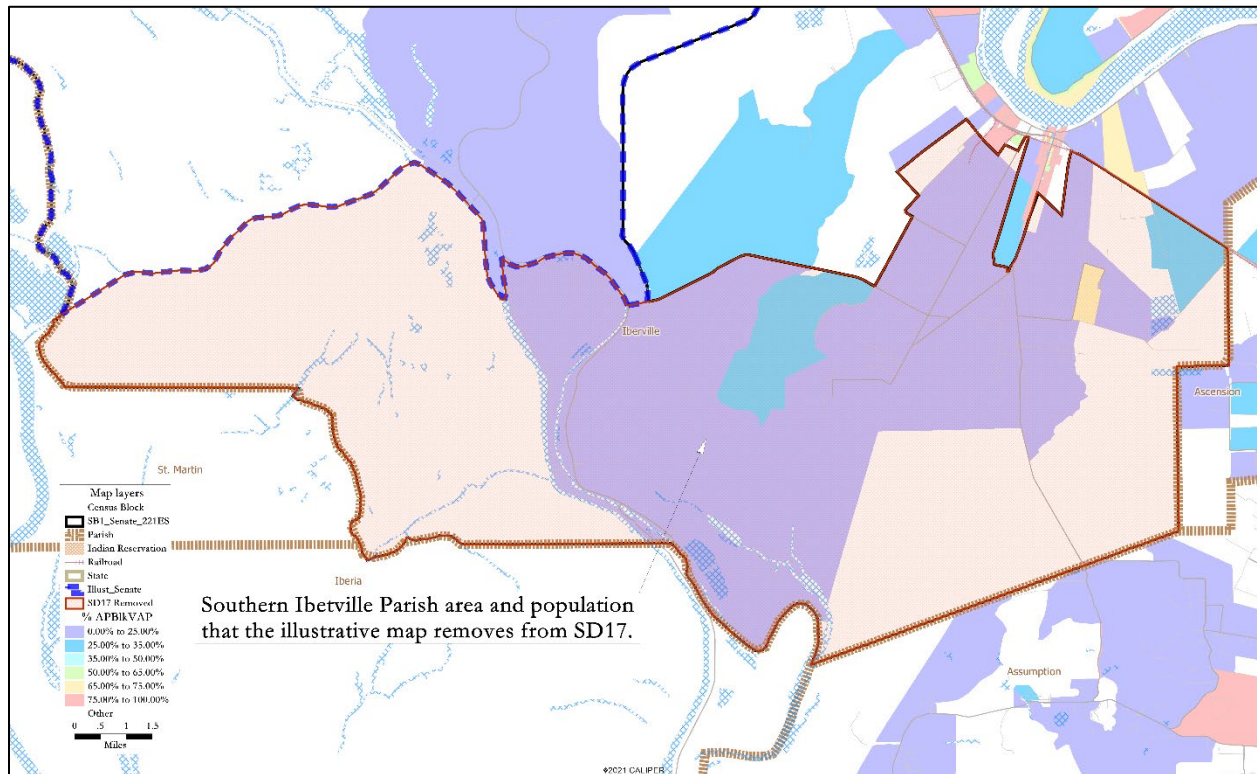 Iberville
Ascension
St. Martin
Map layers
Census Block
SB1_Senate_221ES
Parish
Indian Reservation
Railroad
State
Illust_Senate
SD17 Removed
% APBlkVAP
0.00% to 25.00%
25.00% to 35.00%
35.00% to 50.00%
50.00% to 65.00%
65.00% to 75.00%
75.00% to 100.00%
Other
0 .5 1 1.5
Miles
Iberia
Southern Ibetville Parish area and population
that the illustrative map removes from SD17.
Assumption
©2021 CALIPER